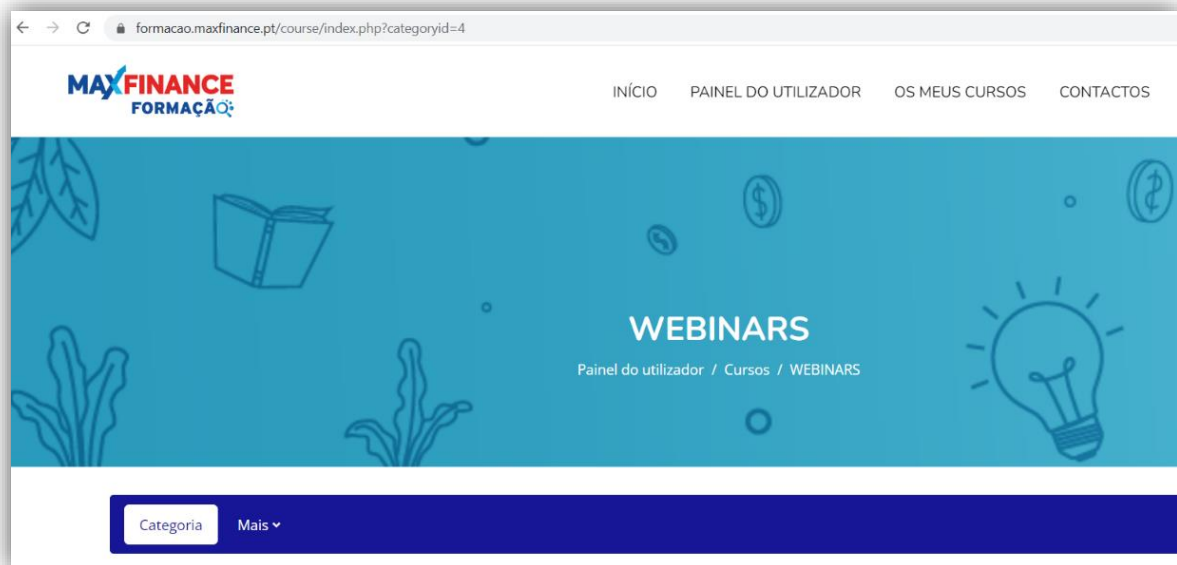 formacao.maxfinance.pt/course/index.php?categoryid=4
MAXFINANCE
FORMAÇÃO
INÍCIO PAINEL DO UTILIZADOR OS MEUS CURSOS CONTACTOS
WEBINARS
Painel do utilizador / Cursos / WEBINARS
Categoria Mais